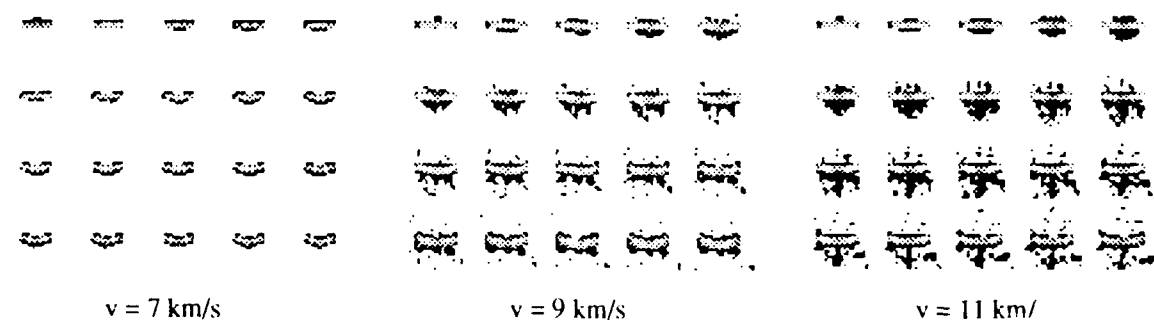 v = 7 km/s
v = 9 km/s
v = 11 km/